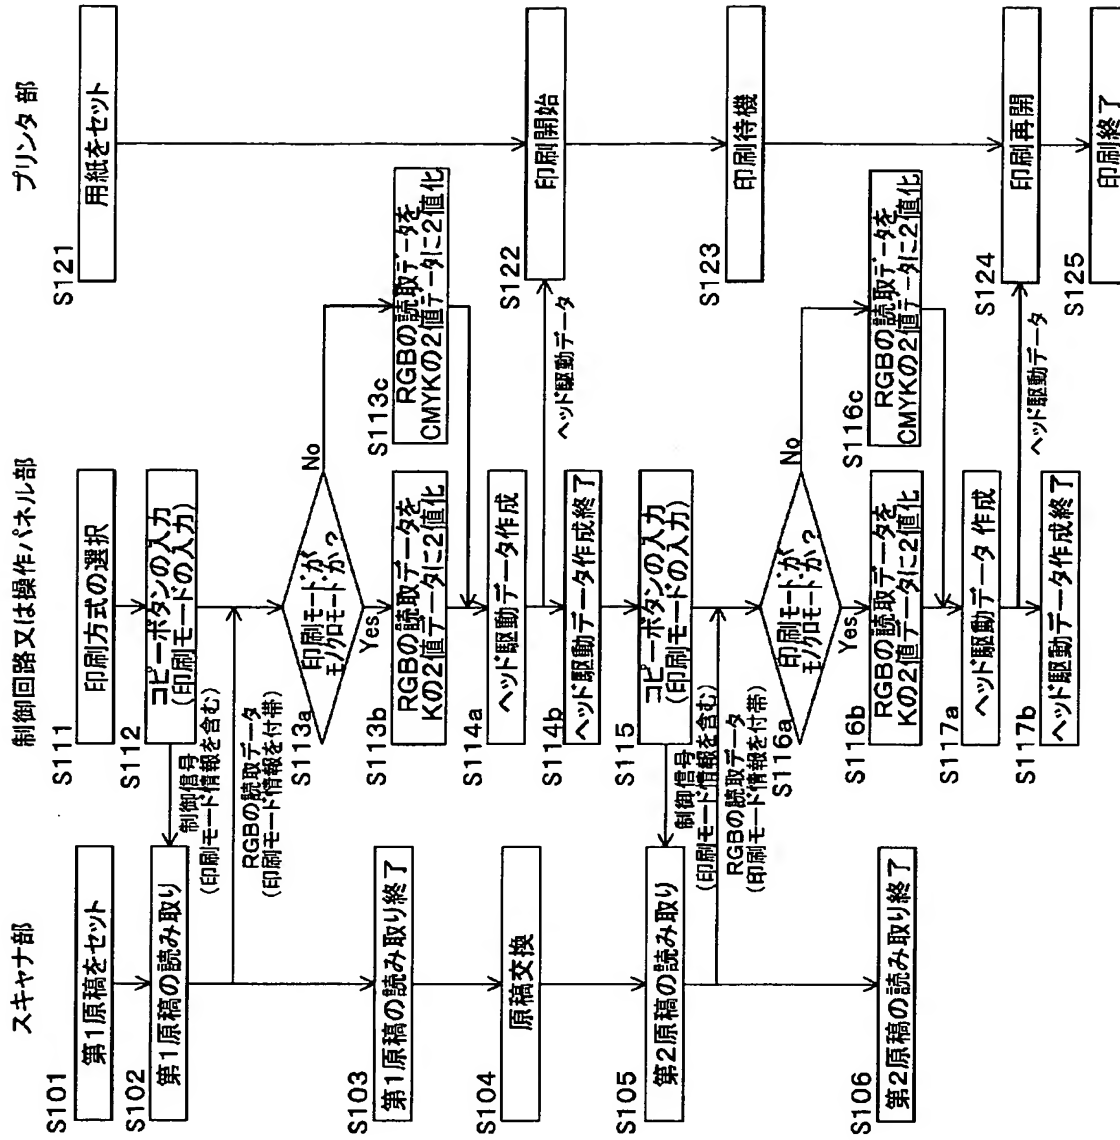 スキャナ部
制御回路又は操作パネル部
プリンタ 部
S101
第1原稿をセット
S102
第1原稿の読み取り
S103
第1原稿の読み取り終了
S104
原稿交換
S105
第2原稿の読み取り
S106
第2原稿の読み取り終了
S111
印刷方式の選択
S112
コピーボタンの入力
(印刷モードの入力)
制御信号
(印刷モード情報を含む)
RGBの読取データ
(印刷モード情報を付帯)
S113a
印刷モードが
モノクロモードか?
Yes
No
S113b
RGBの読取データを
Kの2値データに2値化
S113c
RGBの読取データを
CMYKの2値データに2値化
S114a
ヘッド駆動データ作成
ヘッド駆動データ
S114b
ヘッド駆動データ作成終了
S115
コピーボタンの入力
(印刷モードの入力)
制御信号
(印刷モード情報を含む)
RGBの読取データ
(印刷モード情報を付帯)
S116a
印刷モードが
モノクロモードか?
Yes
No
S116b
RGBの読取データを
Kの2値データに2値化
S116c
RGBの読取データを
CMYKの2値データに2値化
S117a
ヘッド駆動データ 作成
ヘッド駆動データ
S117b
ヘッド駆動データ作成終了
S121
用紙をセット
S122
印刷開始
S123
印刷待機
S124
印刷再開
S125
印刷終了